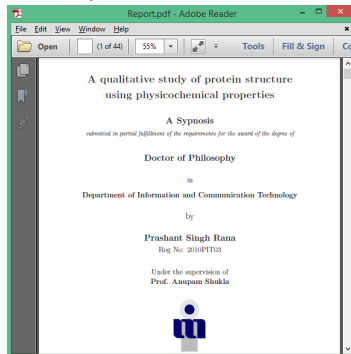 Report.pdf - Adobe Reader
File Edit View Window Help
Open (1 of 44) 55% Tools Fill & Sign
A qualitative study of protein structure
using physicochemical properties
A Sypnosis
submitted in partial fulfillment of the requirements for the award of the degree of
Doctor of Philosophy
in
Department of Information and Communication Technology
by
Prashant Singh Rana
Reg No: 2010PIT03
Under the supervision of
Prof. Anupam Shukla